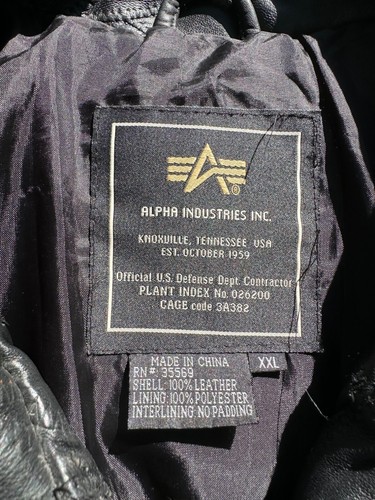 ALPHA INDUSTRIES INC.
KNOXVILLE, TENNESSEE USA
EST. OCTOBER 1959
Official U.S. Defense Dept. Contractor
PLANT INDEX No. 026200
CAGE code 3A382
MADE IN CHINA
XXL
RN#: 35569
SHELL: 100% LEATHER
LINING: 100% POLYESTER
INTERLINING: NO PADDING